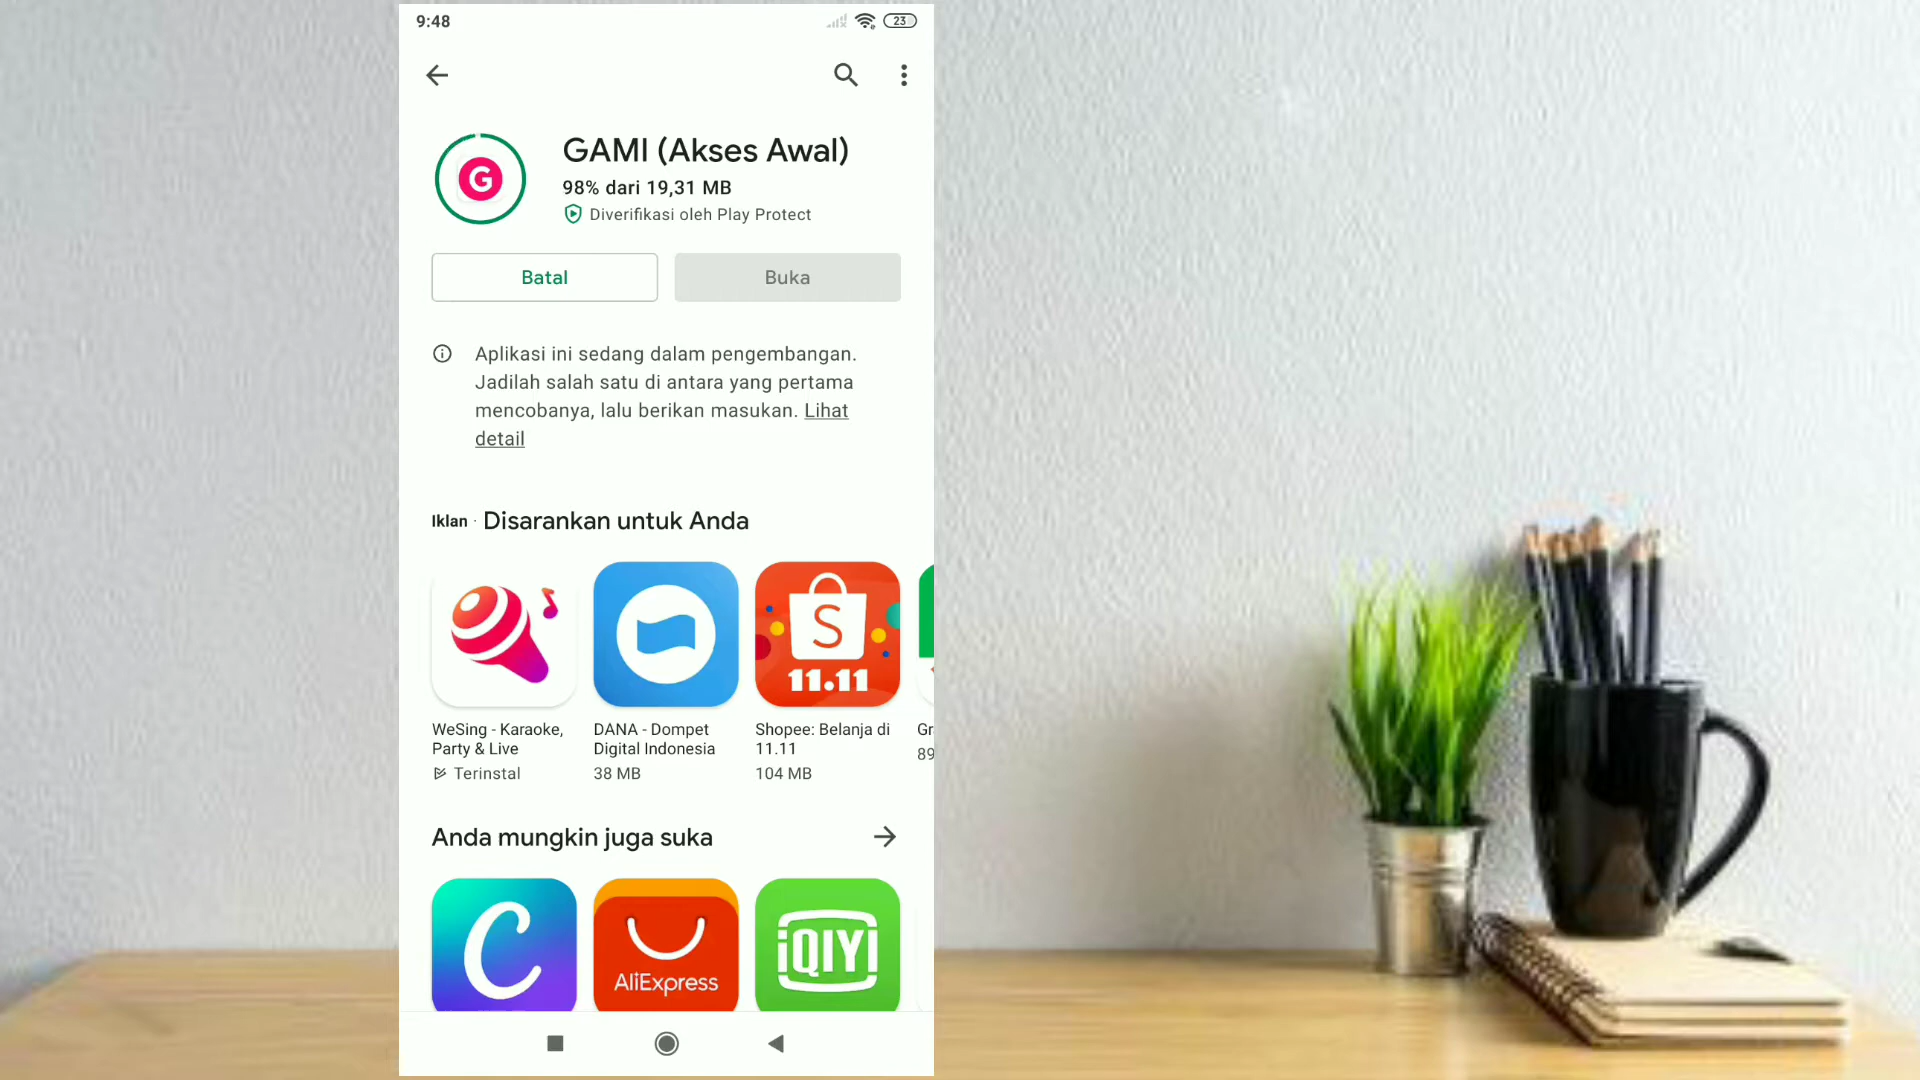 9:48
23
G
GAMI (Akses Awal)
98% dari 19,31 MB
Diverifikasi oleh Play Protect
Batal
Buka
Aplikasi ini sedang dalam pengembangan.
Jadilah salah satu di antara yang pertama
mencobanya, lalu berikan masukan. Lihat
detail
Iklan · Disarankan untuk Anda
S
11.11
WeSing - Karaoke,
Party & Live
Terinstal
DANA - Dompet
Digital Indonesia
38 MB
Shopee: Belanja di
11.11
104 MB
Gr
89
Anda mungkin juga suka
C
AliExpress
iQIYI